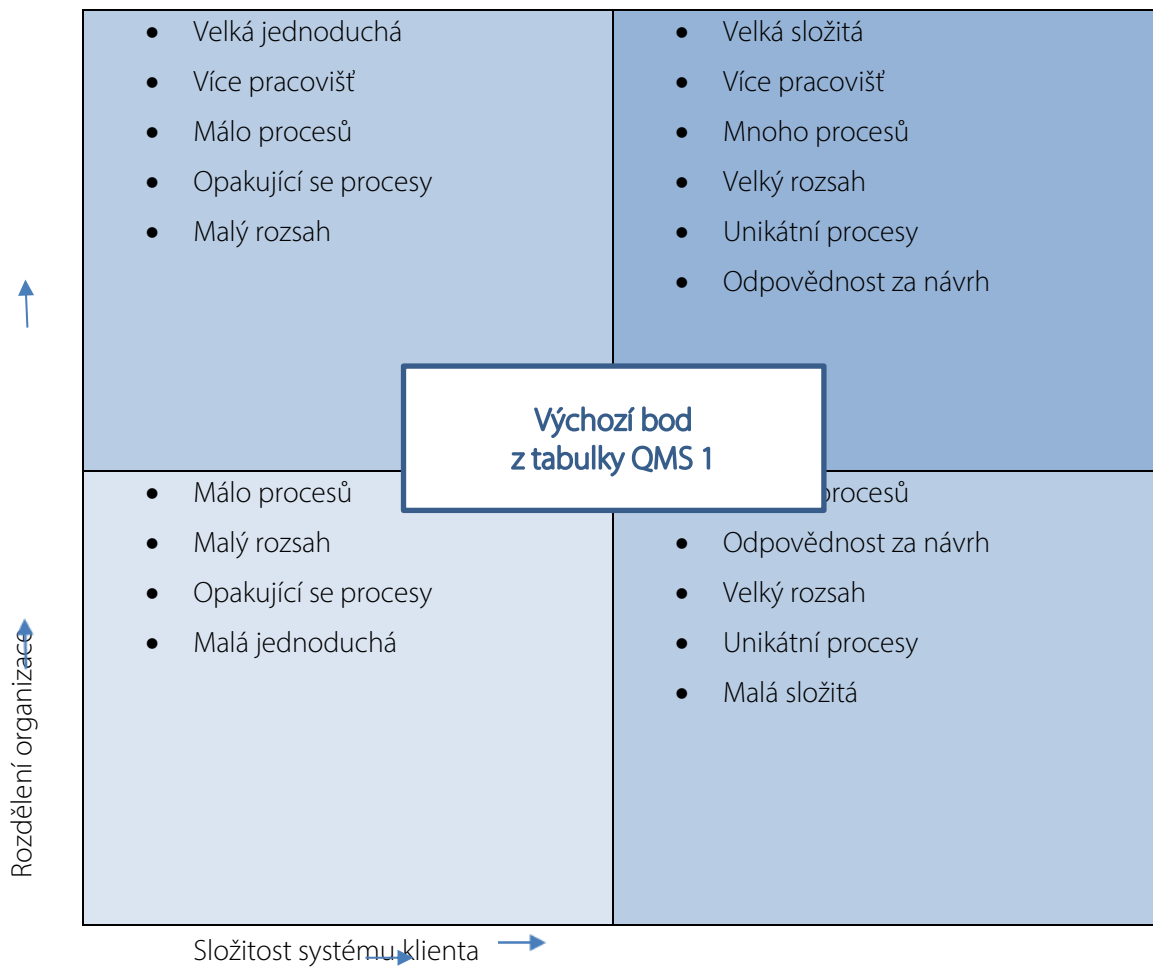 • Velká jednoduchá
• Více pracovišť
• Málo procesů
• Opakující se procesy
• Malý rozsah
• Velká složitá
• Více pracovišť
• Mnoho procesů
• Velký rozsah
• Unikátní procesy
• Odpovědnost za návrh
Výchozí bod
z tabulky QMS 1
• Málo procesů
• Malý rozsah
• Opakující se procesy
• Malá jednoduchá
procesů
• Odpovědnost za návrh
• Velký rozsah
• Unikátní procesy
• Malá složitá
Rozdělení organizace
Složitost systému klienta